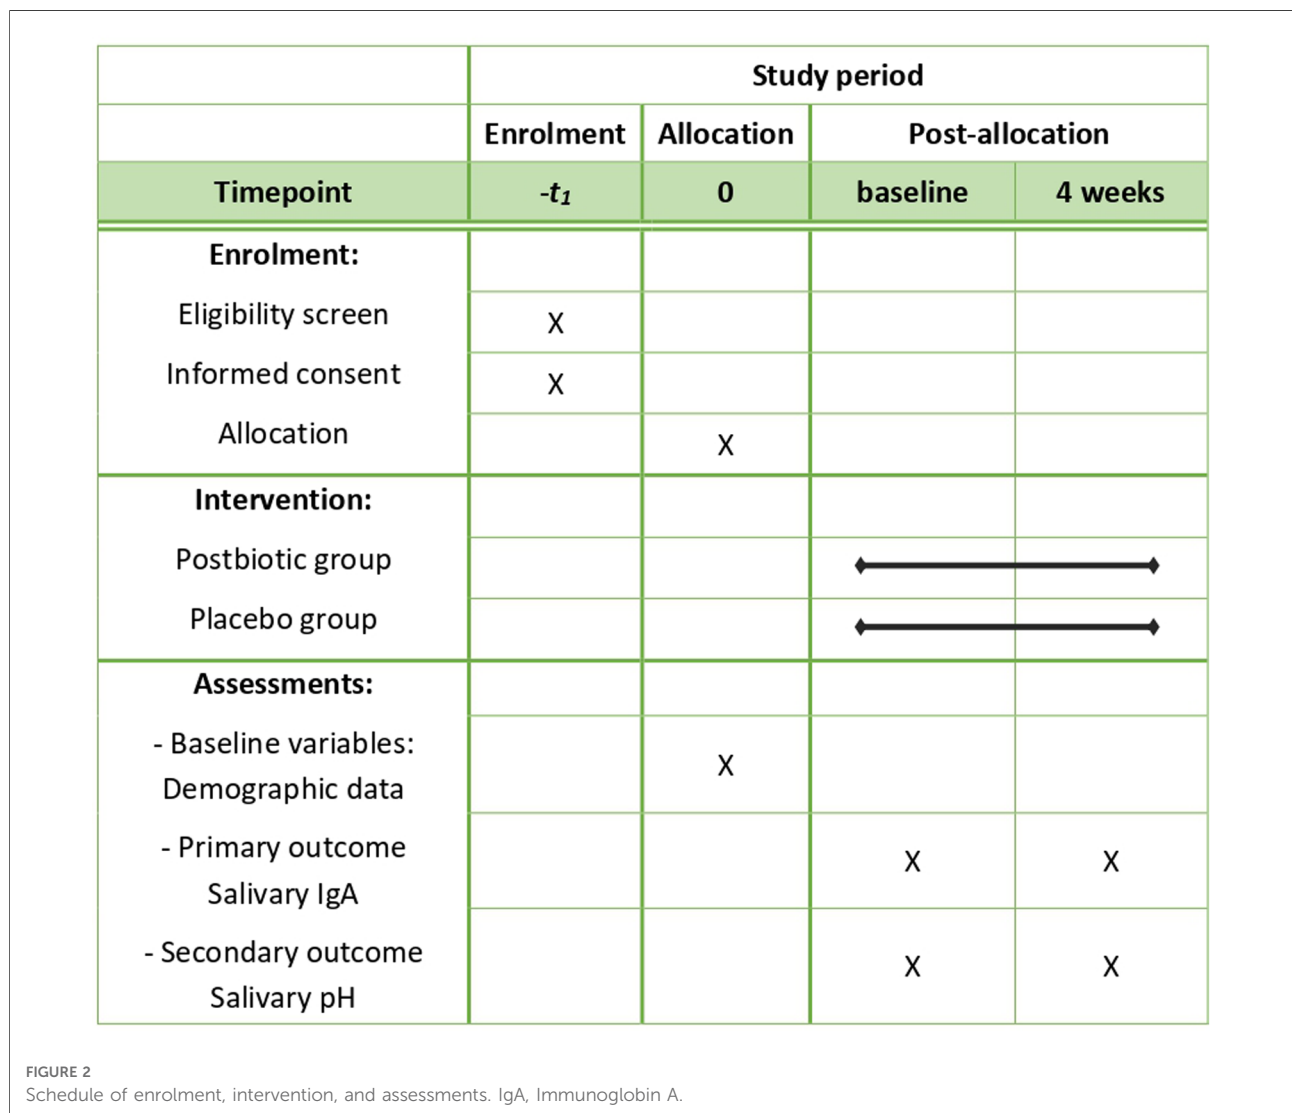 Study period
Enrolment Allocation Post-allocation
Timepoint -t1 0 baseline 4 weeks
Enrolment:
Eligibility screen X
Informed consent X
Allocation X
Intervention:
Postbiotic group
Placebo group
Assessments:
- Baseline variables:
Demographic data X
- Primary outcome
Salivary IgA X X
- Secondary outcome
Salivary pH X X
FIGURE 2
Schedule of enrolment, intervention, and assessments. IgA, Immunoglobin A.